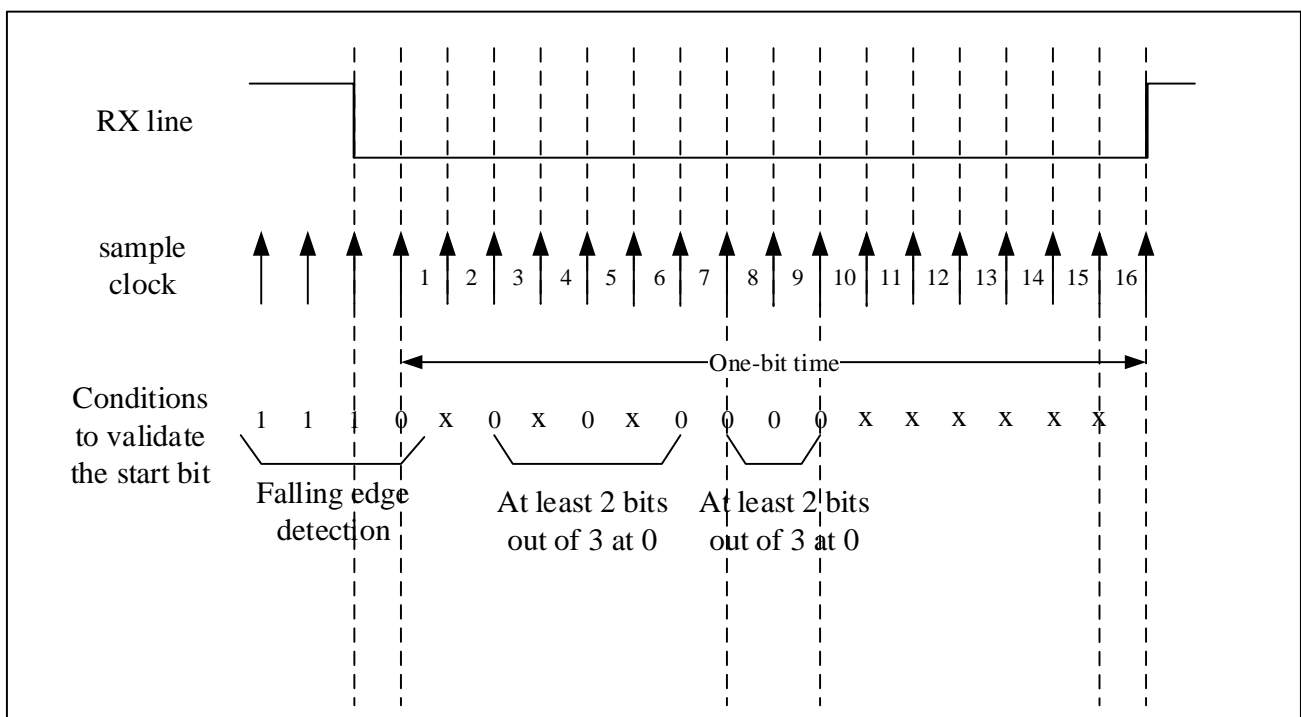 RX line
sample
clock
1 2 3 4 5 6 7 8 9 10 11 12 13 14 15 16
One-bit time
Conditions
to validate
the start bit
1 1 1 0 x 0 x 0 x 0 0 0 0 x x x x x x
Falling edge
detection
At least 2 bits
out of 3 at 0
At least 2 bits
out of 3 at 0